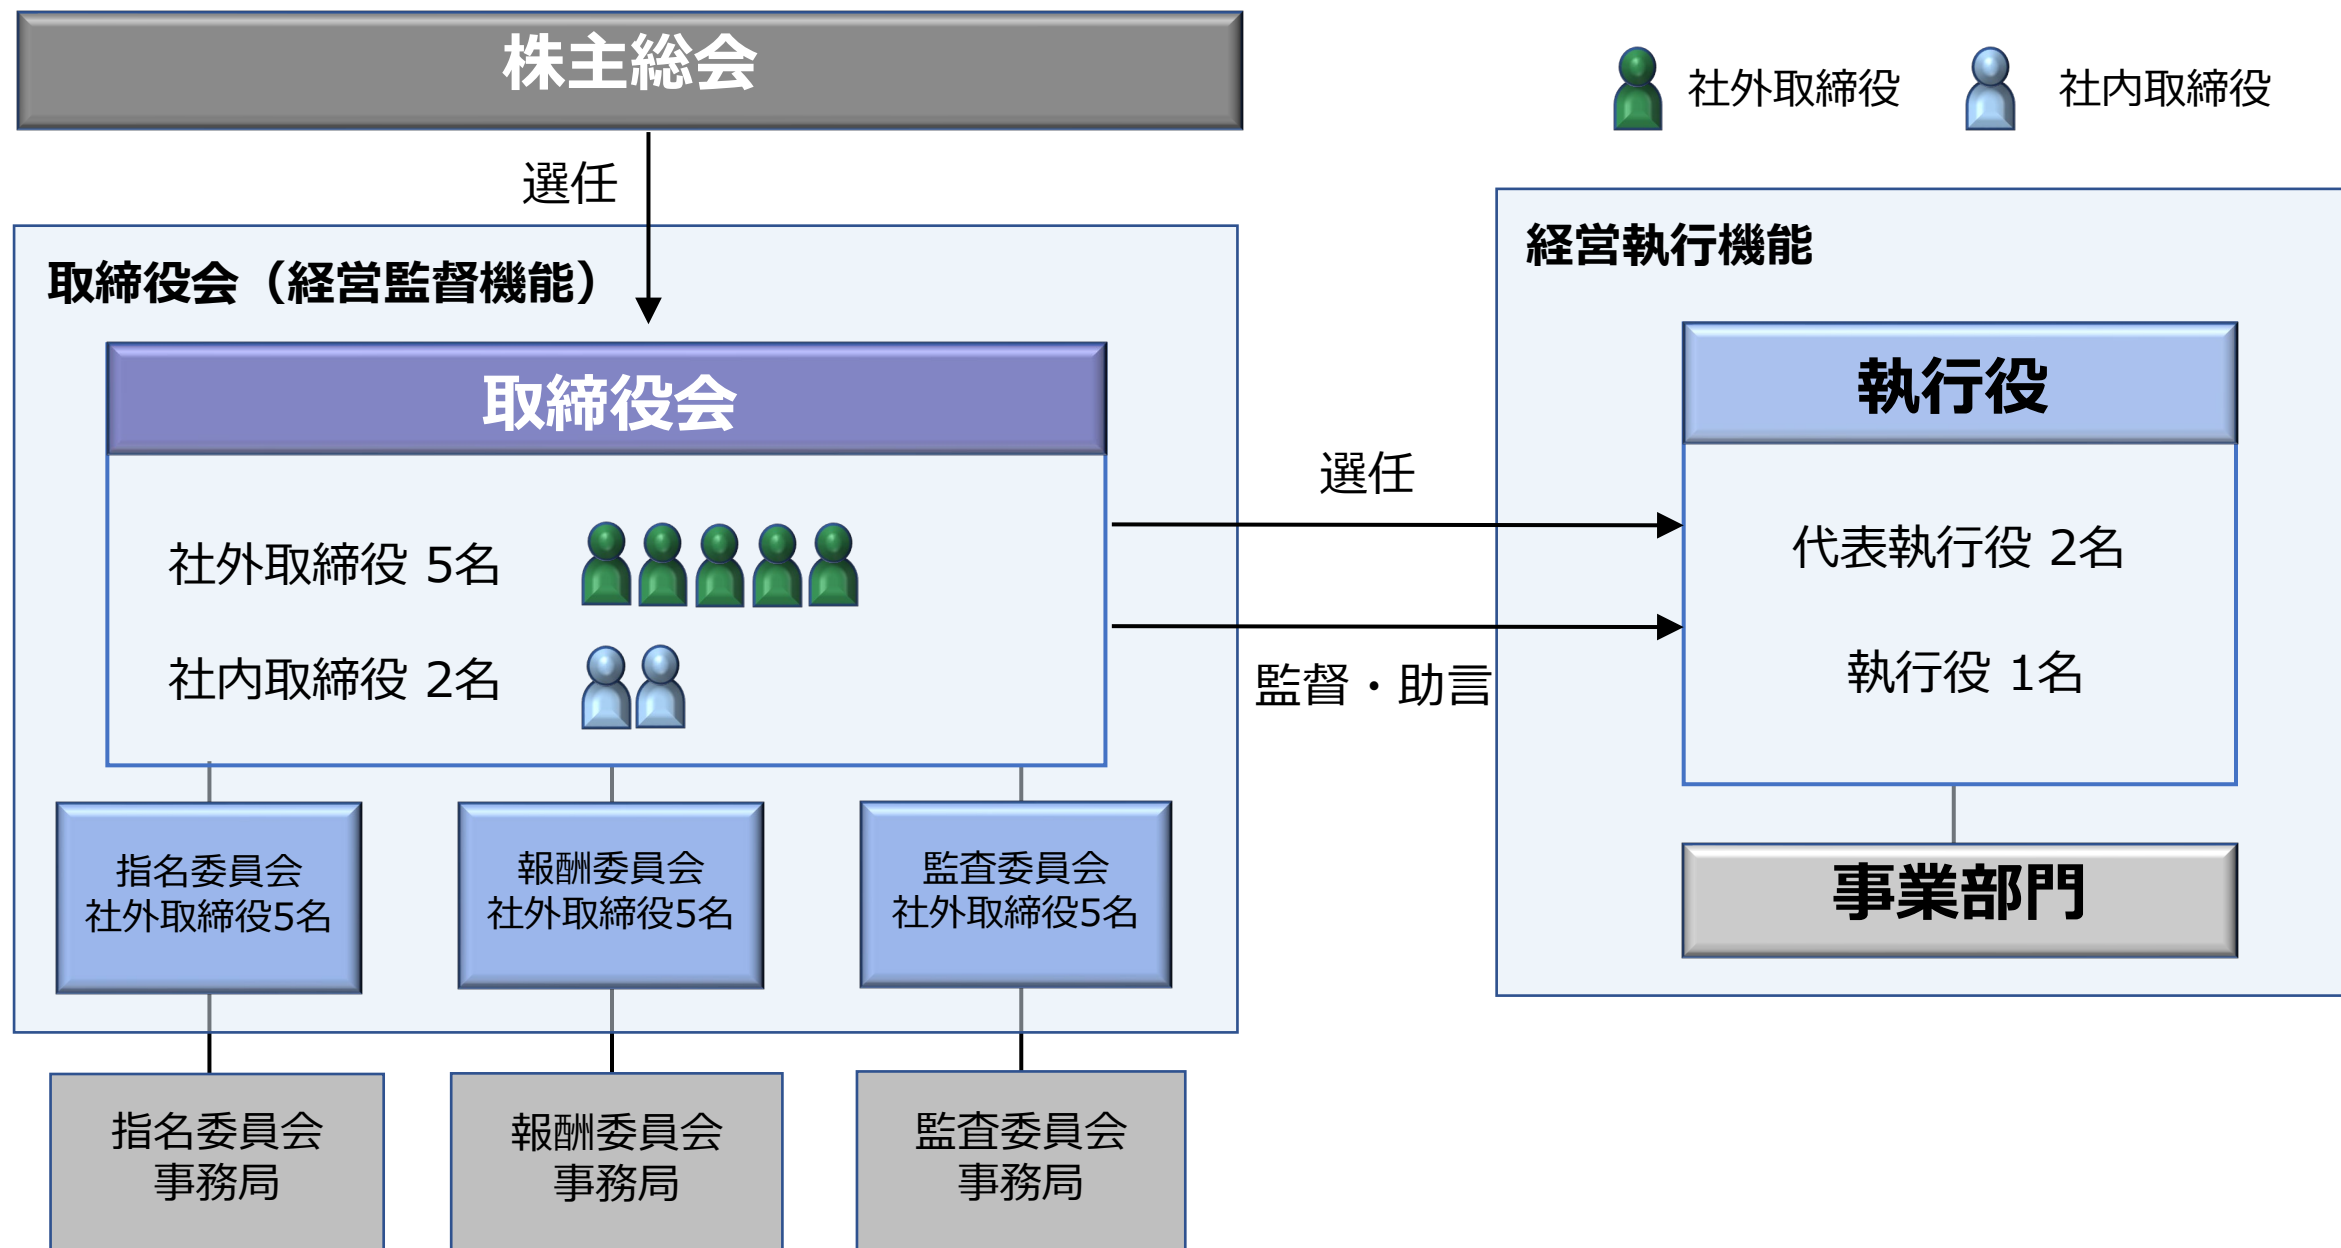 株主総会
社外取締役
社内取締役
選任
取締役会（経営監督機能）
取締役会
社外取締役 5名
社内取締役 2名
指名委員会
社外取締役5名
報酬委員会
社外取締役5名
監査委員会
社外取締役5名
指名委員会
事務局
報酬委員会
事務局
監査委員会
事務局
選任
監督・助言
経営執行機能
執行役
代表執行役 2名
執行役 1名
事業部門